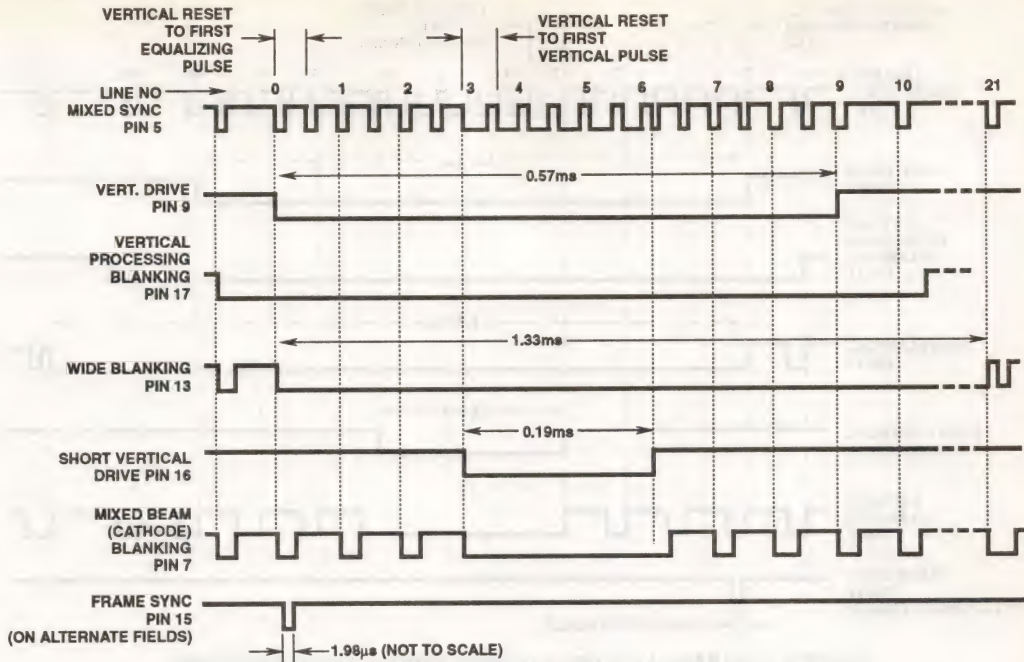 VERTICAL RESET
TO FIRST
EQUALIZING
PULSE
VERTICAL RESET
TO FIRST
VERTICAL PULSE
LINE NO
0 1 2 3 4 5 6 7 8 9 10 21
MIXED SYNC
PIN 5
0.57ms
VERT. DRIVE
PIN 9
VERTICAL
PROCESSING
BLANKING
PIN 17
1.33ms
WIDE BLANKING
PIN 13
0.19ms
SHORT VERTICAL
DRIVE PIN 16
MIXED BEAM
(CATHODE)
BLANKING
PIN 7
FRAME SYNC
PIN 15
(ON ALTERNATE FIELDS)
1.98µs (NOT TO SCALE)